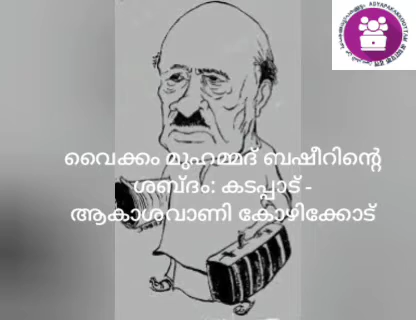 വൈക്കം മുഹമ്മദ് ബഷീറിന്റെ
ശബ്ദം: കടപ്പാട് -
ആകാശവാണി കോഴിക്കോട്